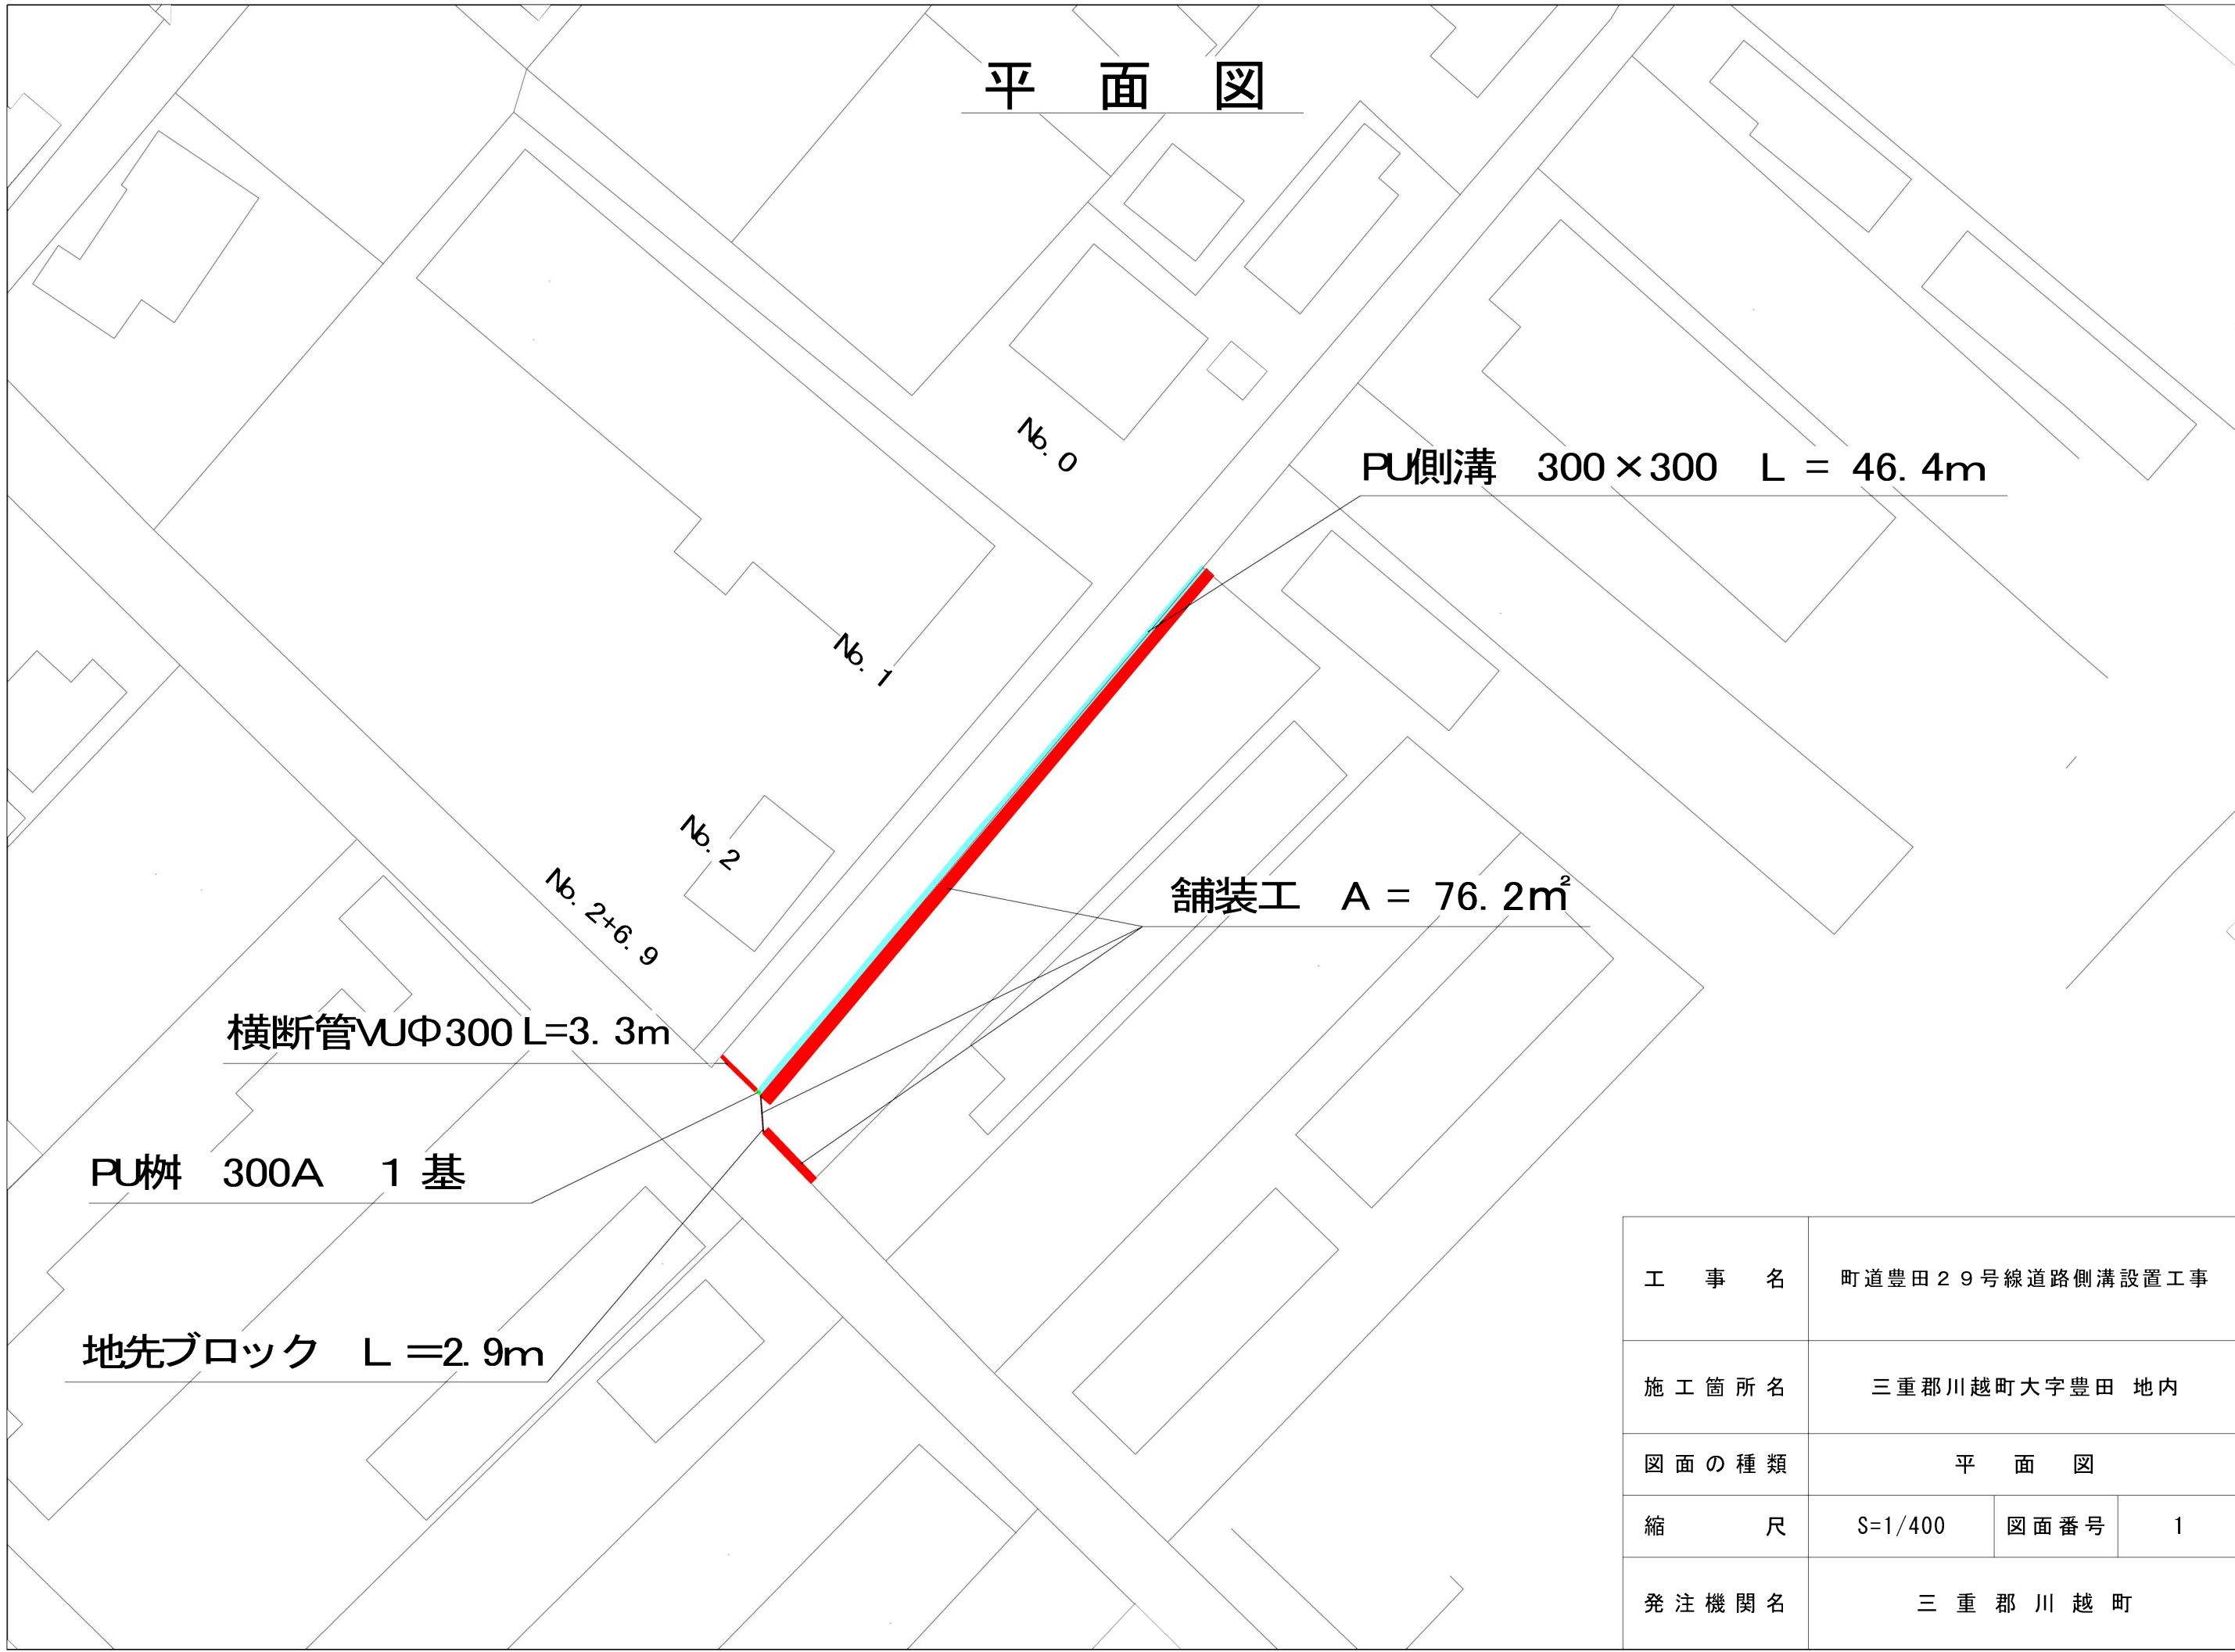 平　面　図
No. 0
PU側溝　300×300　L = 46. 4m
No. 1
No. 2
No. 2+6. 9
舗装工　A = 76. 2㎡
横断管VUΦ300 L=3. 3m
PU桝　300A　1 基
地先ブロック　L =2. 9m
工　事　名　町道豊田２９号線道路側溝設置工事
施工箇所名　三重郡川越町大字豊田 地内
図面の種類　平　面　図
縮　尺　S=1/400　図面番号　1
発注機関名　三重郡川越町